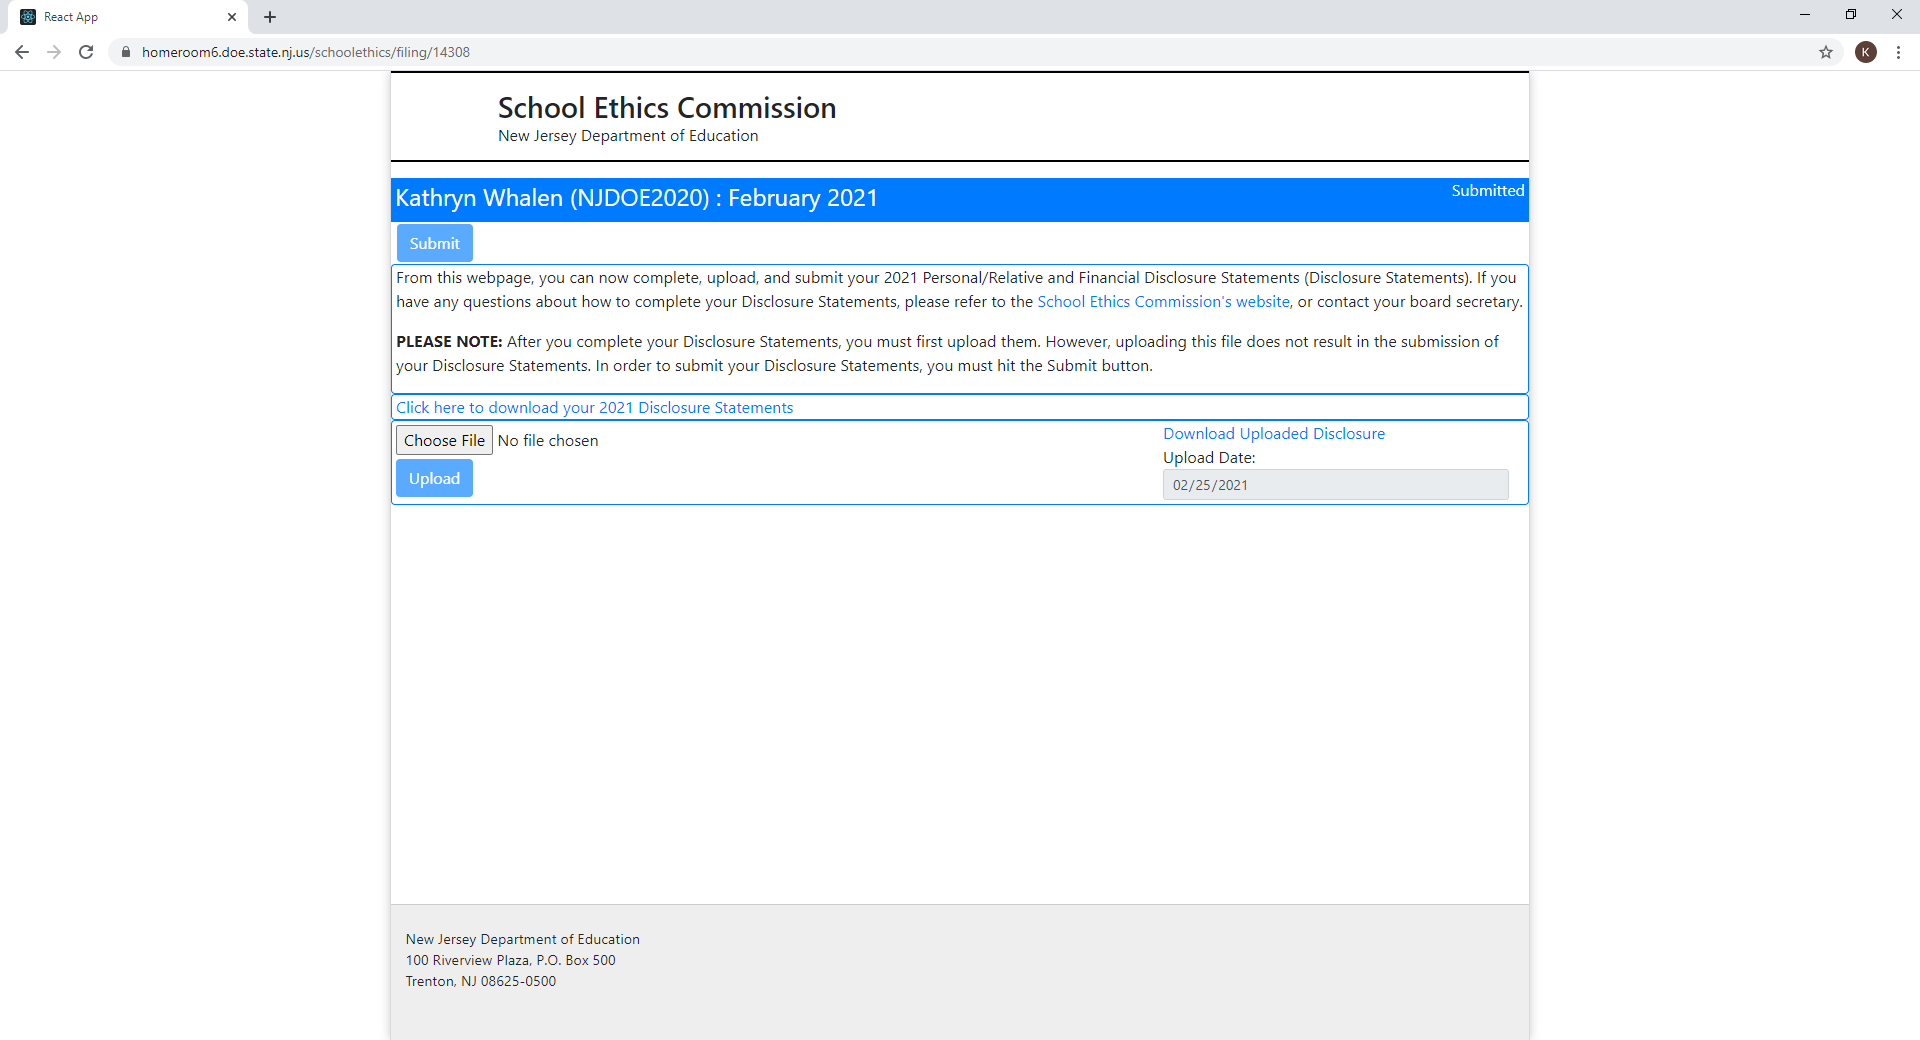 React App
homeroom6.doe.state.nj.us/schoolethics/filing/14308
K
School Ethics Commission
New Jersey Department of Education
Kathryn Whalen (NJDOE2020) : February 2021
Submitted
Submit
From this webpage, you can now complete, upload, and submit your 2021 Personal/Relative and Financial Disclosure Statements (Disclosure Statements). If you
have any questions about how to complete your Disclosure Statements, please refer to the School Ethics Commission's website, or contact your board secretary.
PLEASE NOTE: After you complete your Disclosure Statements, you must first upload them. However, uploading this file does not result in the submission of
your Disclosure Statements. In order to submit your Disclosure Statements, you must hit the Submit button.
Click here to download your 2021 Disclosure Statements
Choose File No file chosen
Upload
Download Uploaded Disclosure
Upload Date:
02/25/2021
New Jersey Department of Education
100 Riverview Plaza, P.O. Box 500
Trenton, NJ 08625-0500